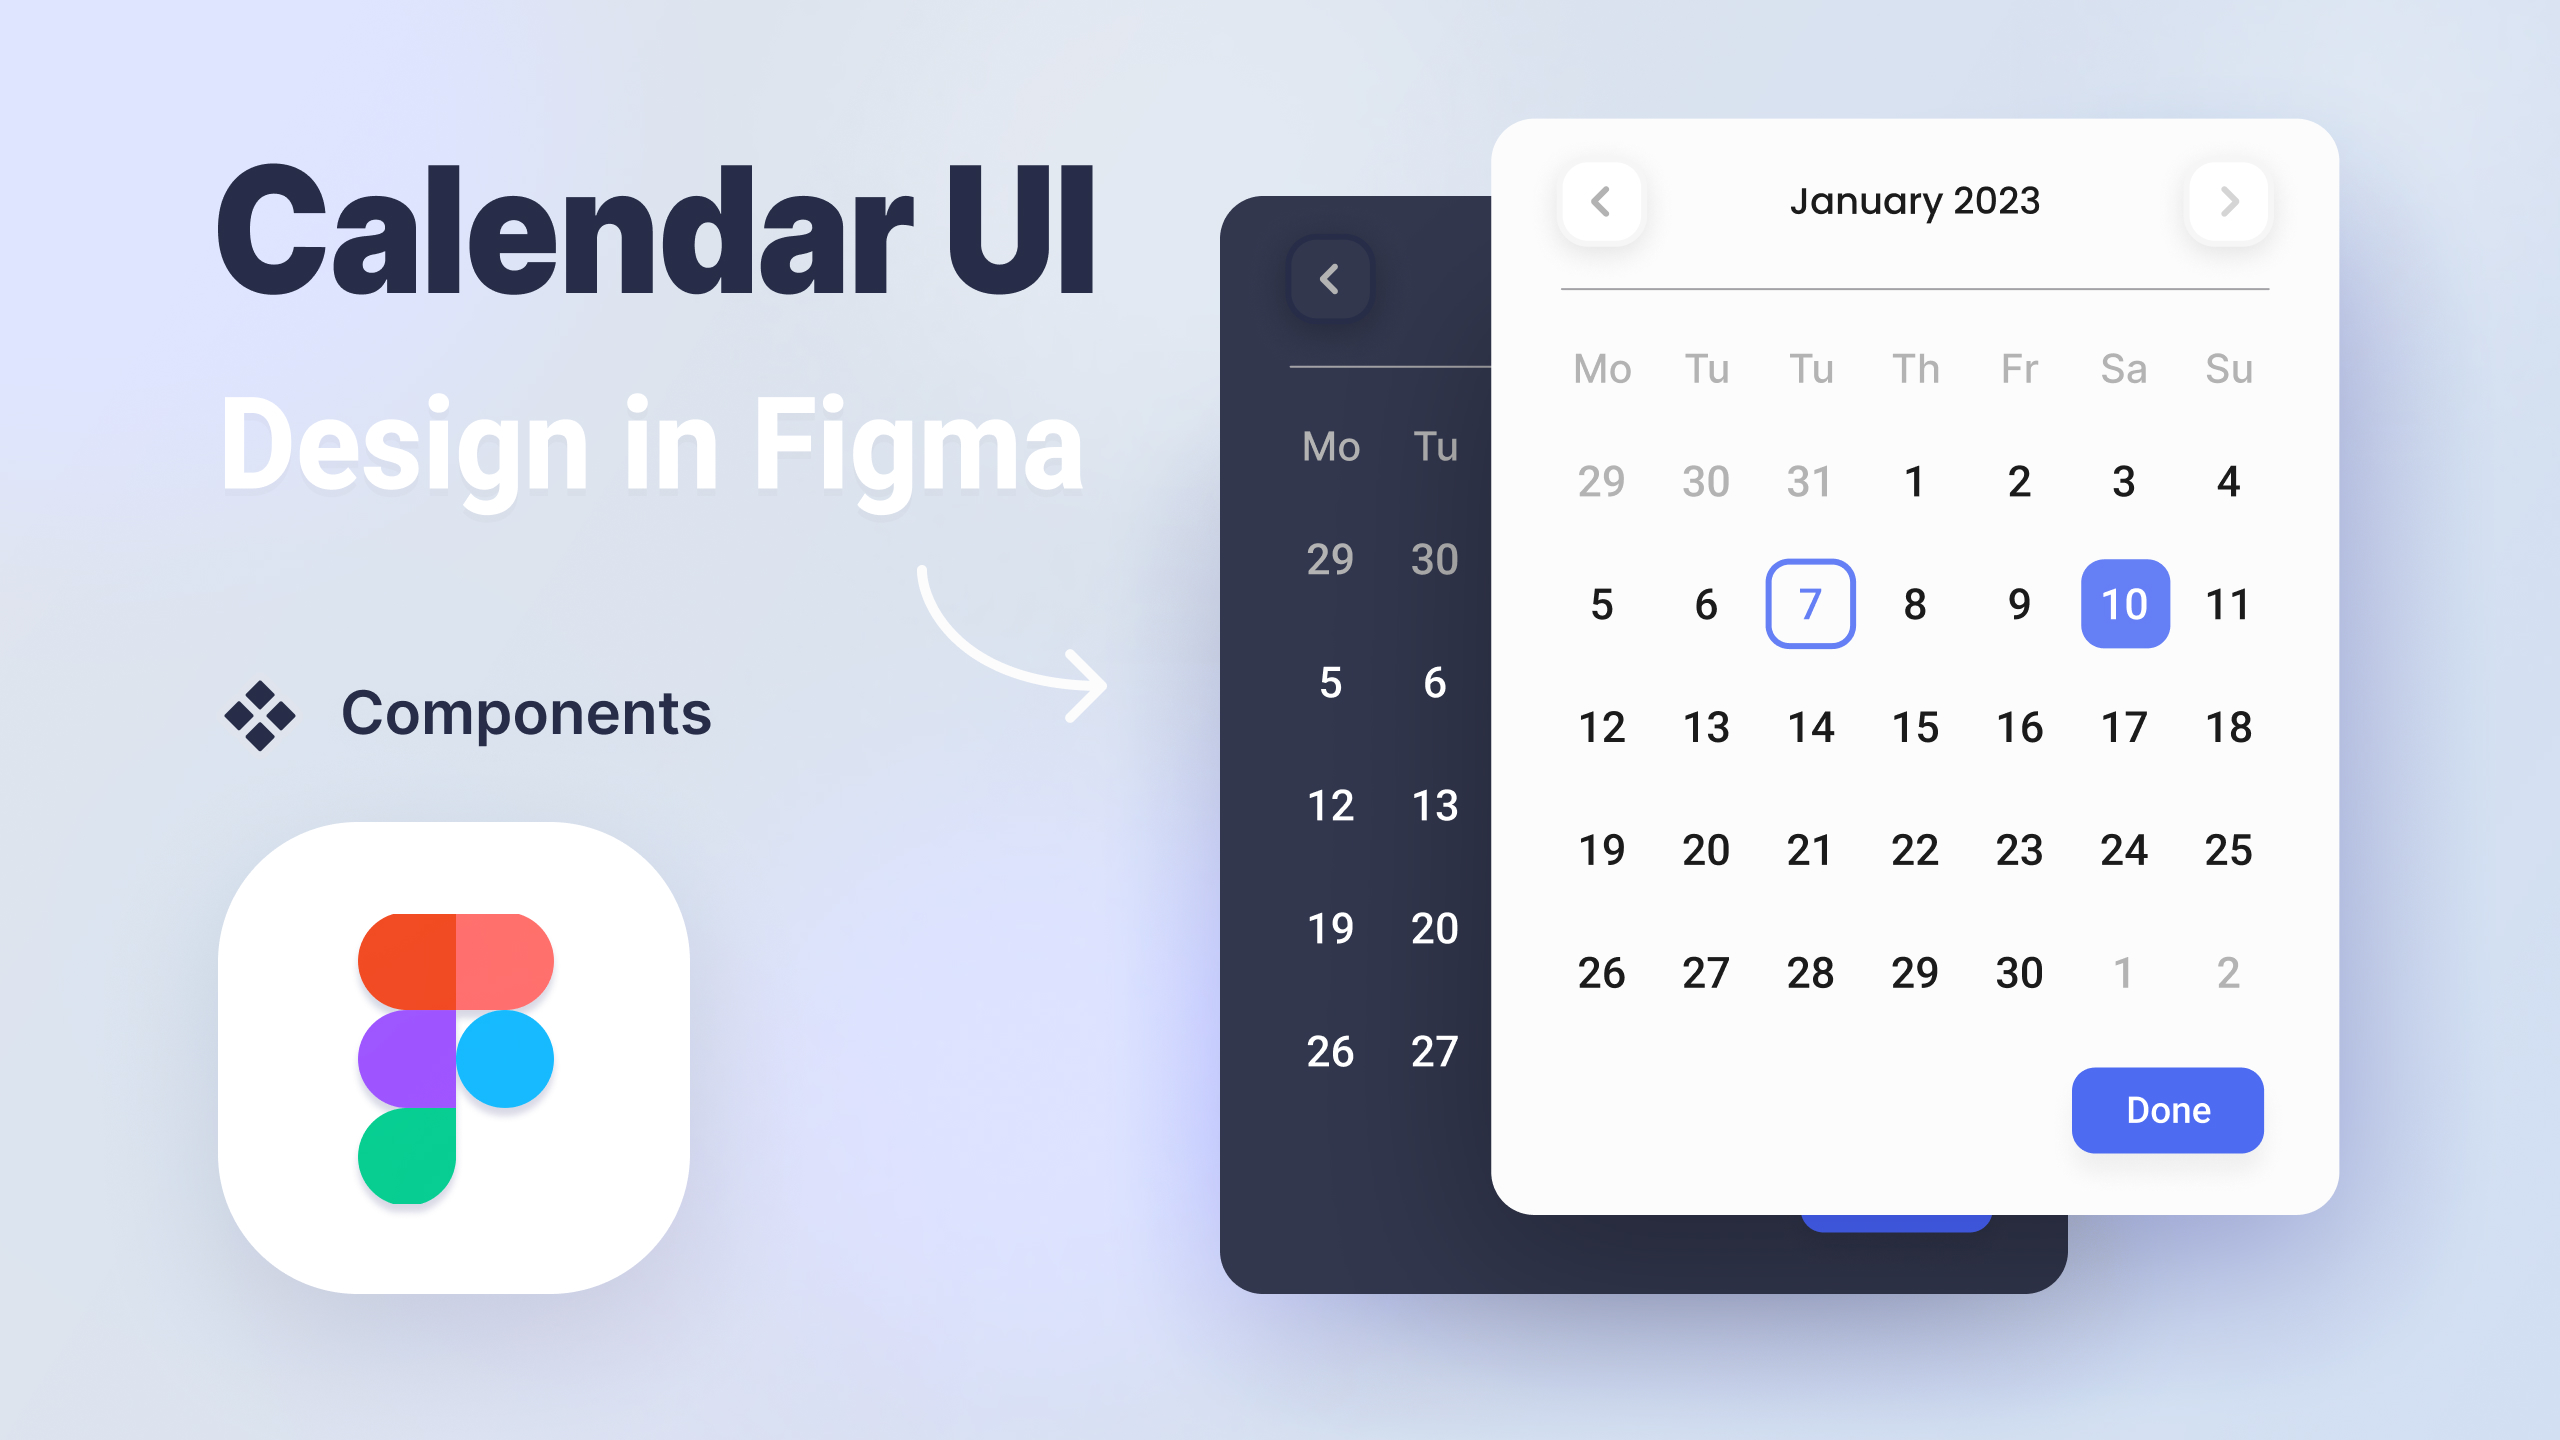 Calendar UI
Design in Figma
Components
Mo Tu
29 30
5 6
12 13
19 20
26 27
January 2023
Mo Tu Tu Th Fr Sa Su
29 30 31 1 2 3 4
5 6 7 8 9 10 11
12 13 14 15 16 17 18
19 20 21 22 23 24 25
26 27 28 29 30 1 2
Done